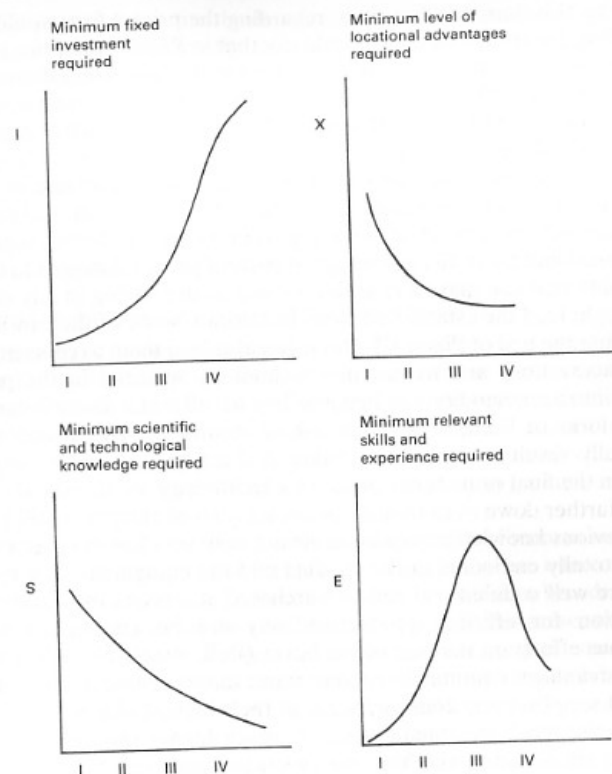 Minimum fixed
investment
required
I
I II III IV
Minimum level of
locational advantages
required
X
I II III IV
Minimum scientific
and technological
knowledge required
S
I II III IV
Minimum relevant
skills and
experience required
E
I II III IV